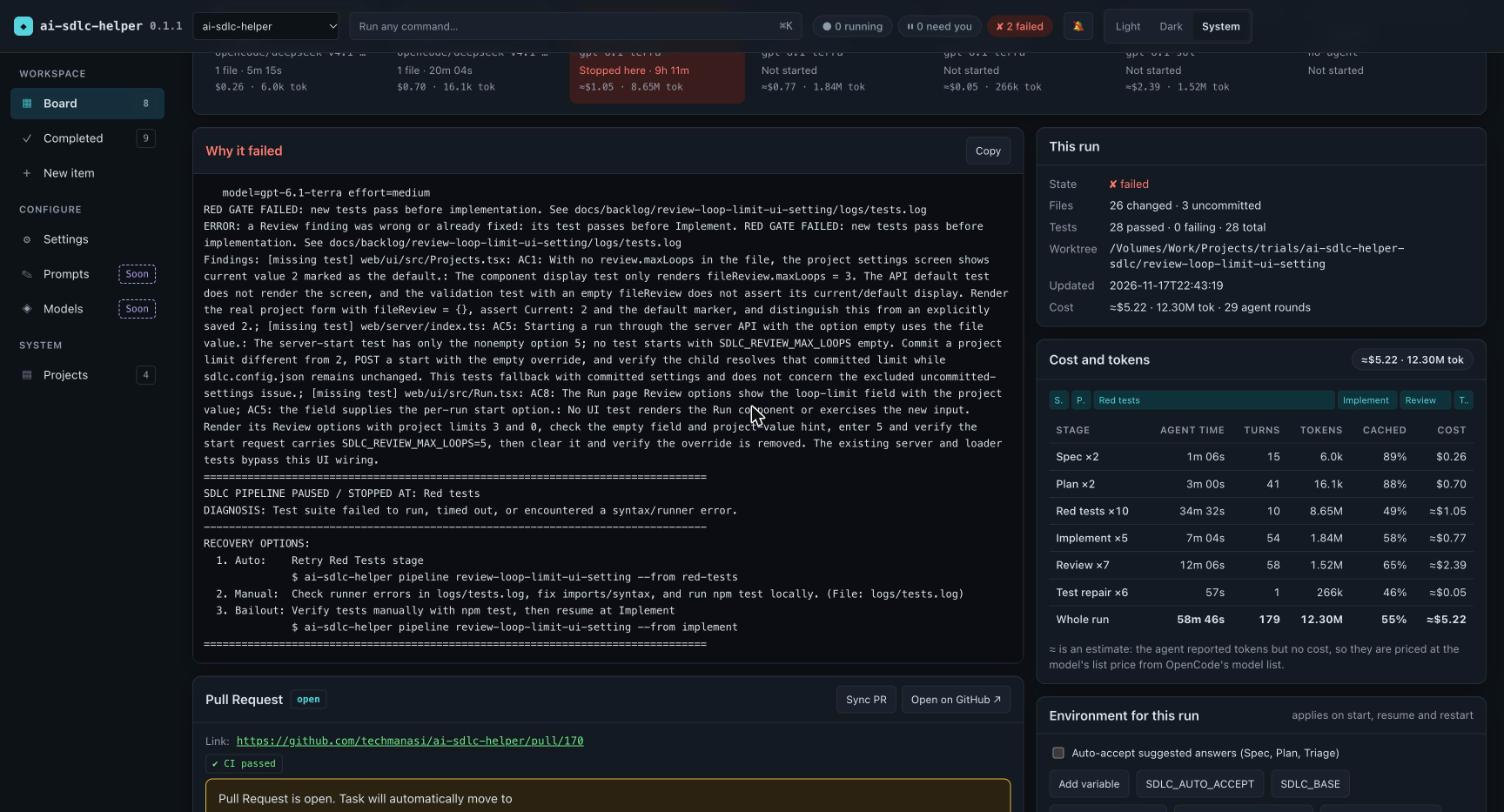 ai-sdlc-helper 0.1.1
ai-sdlc-helper
Run any command...
⌘K
0 running
0 need you
✘ 2 failed
Light
Dark
System
WORKSPACE
Board 8
Completed 9
New item
CONFIGURE
Settings
Prompts Soon
Models Soon
SYSTEM
Projects 4
1 file · 5m 15s
$0.26 · 6.0k tok
1 file · 20m 04s
$0.70 · 16.1k tok
Stopped here · 9h 11m
≈$1.05 · 8.65M tok
Not started
≈$0.77 · 1.84M tok
Not started
≈$0.05 · 266k tok
Not started
≈$2.39 · 1.52M tok
Not started
Why it failed
Copy
model=gpt-6.1-terra effort=medium
RED GATE FAILED: new tests pass before implementation. See docs/backlog/review-loop-limit-ui-setting/logs/tests.log
ERROR: a Review finding was wrong or already fixed: its test passes before Implement. RED GATE FAILED: new tests pass before
implementation. See docs/backlog/review-loop-limit-ui-setting/logs/tests.log
Findings: [missing test] web/ui/src/Projects.tsx: AC1: With no review.maxLoops in the file, the project settings screen shows
current value 2 marked as the default.: The component display test only renders fileReview.maxLoops = 3. The API default test
does not render the screen, and the validation test with an empty fileReview does not assert its current/default display. Render
the real project form with fileReview = {}, assert Current: 2 and the default marker, and distinguish this from an explicitly
saved 2.; [missing test] web/server/index.ts: AC5: Starting a run through the server API with the option empty uses the file
value.: The server-start test has only the nonempty option 5; no test starts with SDLC_REVIEW_MAX_LOOPS empty. Commit a project
limit different from 2, POST a start with the empty override, and verify the child resolves that committed limit while
sdlc.config.json remains unchanged. This tests fallback with committed settings and does not concern the excluded uncommitted-
settings issue.; [missing test] web/ui/src/Run.tsx: AC8: The Run page Review options show the loop-limit field with the project
value; AC5: the field supplies the per-run start option.: No UI test renders the Run component or exercises the new input.
Render its Review options with project limits 3 and 0, check the empty field and project-value hint, enter 5 and verify the
start request carries SDLC_REVIEW_MAX_LOOPS=5, then clear it and verify the override is removed. The existing server and loader
tests bypass this UI wiring.
================================================================================
SDLC PIPELINE PAUSED / STOPPED AT: Red tests
DIAGNOSIS: Test suite failed to run, timed out, or encountered a syntax/runner error.
--------------------------------------------------------------------------------
RECOVERY OPTIONS:
1. Auto: Retry Red Tests stage
$ ai-sdlc-helper pipeline review-loop-limit-ui-setting --from red-tests
2. Manual: Check runner errors in logs/tests.log, fix imports/syntax, and run npm test locally. (File: logs/tests.log)
3. Bailout: Verify tests manually with npm test, then resume at Implement
$ ai-sdlc-helper pipeline review-loop-limit-ui-setting --from implement
================================================================================
Pull Request open
Sync PR
Open on GitHub ↗
Link: https://github.com/techmanasi/ai-sdlc-helper/pull/170
✔ CI passed
Pull Request is open. Task will automatically move to
This run
State ✘ failed
Files 26 changed · 3 uncommitted
Tests 28 passed · 0 failing · 28 total
Worktree /Volumes/Work/Projects/trials/ai-sdlc-helper-
sdlc/review-loop-limit-ui-setting
Updated 2026-11-17T22:43:19
Cost ≈$5.22 · 12.30M tok · 29 agent rounds
Cost and tokens
≈$5.22 · 12.30M tok
S. P. Red tests Implement Review T..
STAGE AGENT TIME TURNS TOKENS CACHED COST
Spec ×2 1m 06s 15 6.0k 89% $0.26
Plan ×2 3m 00s 41 16.1k 88% $0.70
Red tests ×10 34m 32s 10 8.65M 49% ≈$1.05
Implement ×5 7m 04s 54 1.84M 58% ≈$0.77
Review ×7 12m 06s 58 1.52M 65% ≈$2.39
Test repair ×6 57s 1 266k 46% ≈$0.05
Whole run 58m 46s 179 12.30M 55% ≈$5.22
≈ is an estimate: the agent reported tokens but no cost, so they are priced at the
model's list price from OpenCode's model list.
Environment for this run
applies on start, resume and restart
Auto-accept suggested answers (Spec, Plan, Triage)
Add variable
SDLC_AUTO_ACCEPT
SDLC_BASE